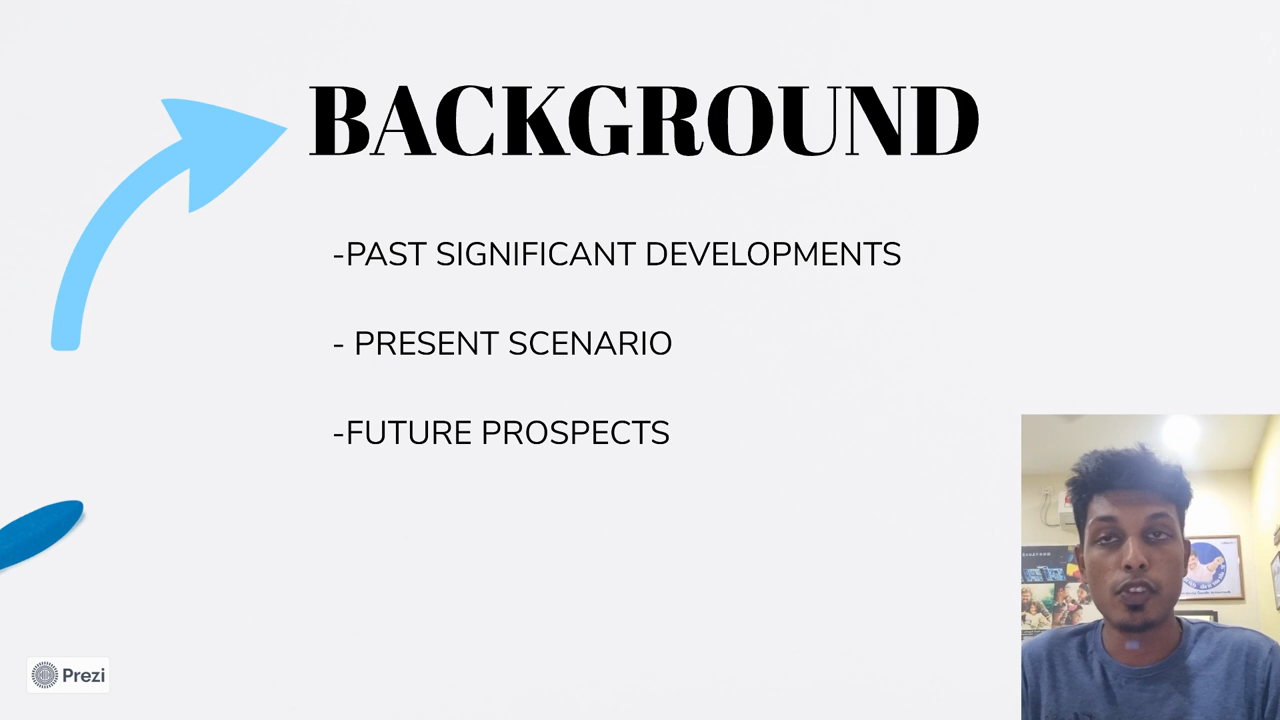 BACKGROUND
-PAST SIGNIFICANT DEVELOPMENTS
- PRESENT SCENARIO
-FUTURE PROSPECTS
Prezi